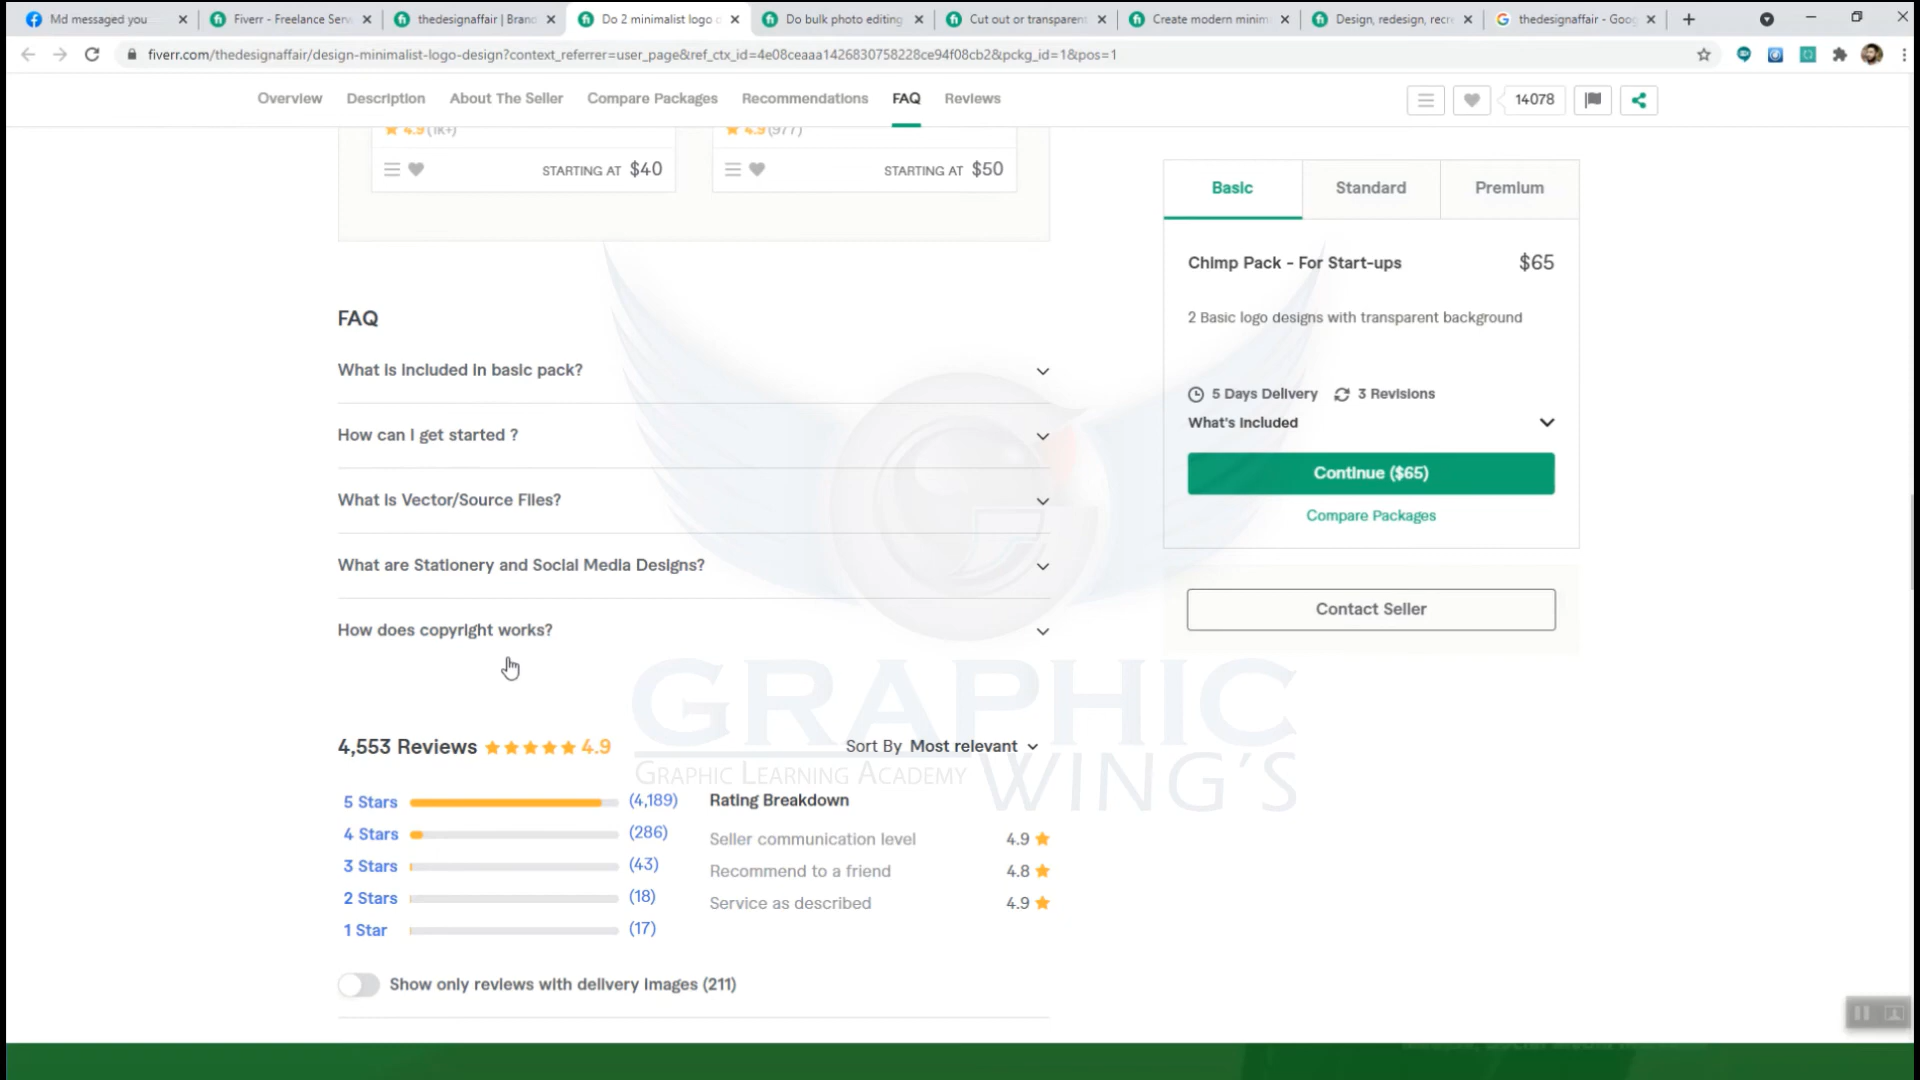 Md messaged you
Fiverr - Freelance Serv
thedesignaffair | Brand
Do 2 minimalist logo d
Do bulk photo editing
Cut out or transparent
Create modern minim
Design, redesign, recre
thedesignaffair - Goog
fiverr.com/thedesignaffair/design-minimalist-logo-design?context_referrer=user_page&ref_ctx_id=4e08ceaaa1426830758228ce94f08cb2&pckg_id=1&pos=1
Overview Description About The Seller Compare Packages Recommendations FAQ Reviews
14078
4.9 (1k+)
4.9 (977)
STARTING AT $40
STARTING AT $50
Basic Standard Premium
Chimp Pack - For Start-ups $65
2 Basic logo designs with transparent background
5 Days Delivery 3 Revisions
What's Included
Continue ($65)
Compare Packages
Contact Seller
FAQ
What is included in basic pack?
How can I get started ?
What is Vector/Source Files?
What are Stationery and Social Media Designs?
How does copyright works?
GRAPHIC
WING'S
GRAPHIC LEARNING ACADEMY
4,553 Reviews 4.9
Sort By Most relevant
5 Stars (4,189)
4 Stars (286)
3 Stars (43)
2 Stars (18)
1 Star (17)
Rating Breakdown
Seller communication level 4.9
Recommend to a friend 4.8
Service as described 4.9
Show only reviews with delivery images (211)